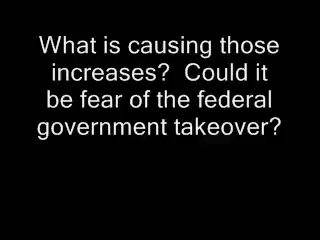 What is causing those
increases?  Could it
be fear of the federal
government takeover?